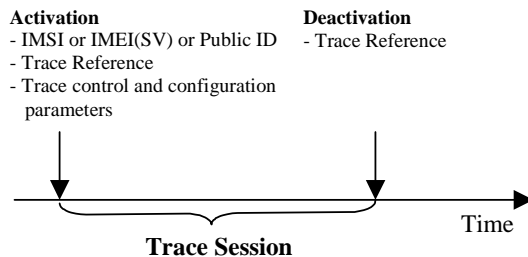 Activation
- IMSI or IMEI(SV) or Public ID
- Trace Reference
- Trace control and configuration
parameters
Deactivation
- Trace Reference
Time
Trace Session